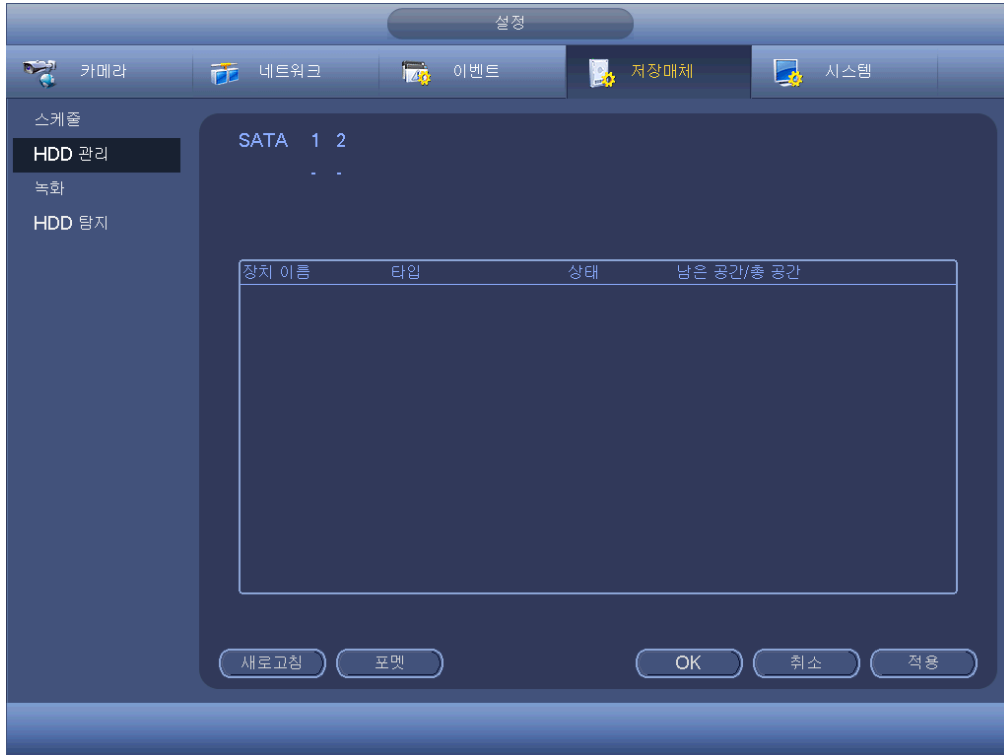 설정
카메라 네트워크 이벤트 저장매체 시스템
스케줄
HDD 관리
녹화
HDD 탐지
SATA 1 2
- -
장치 이름 타입 상태 남은 공간/총 공간
새로고침 포멧 OK 취소 적용